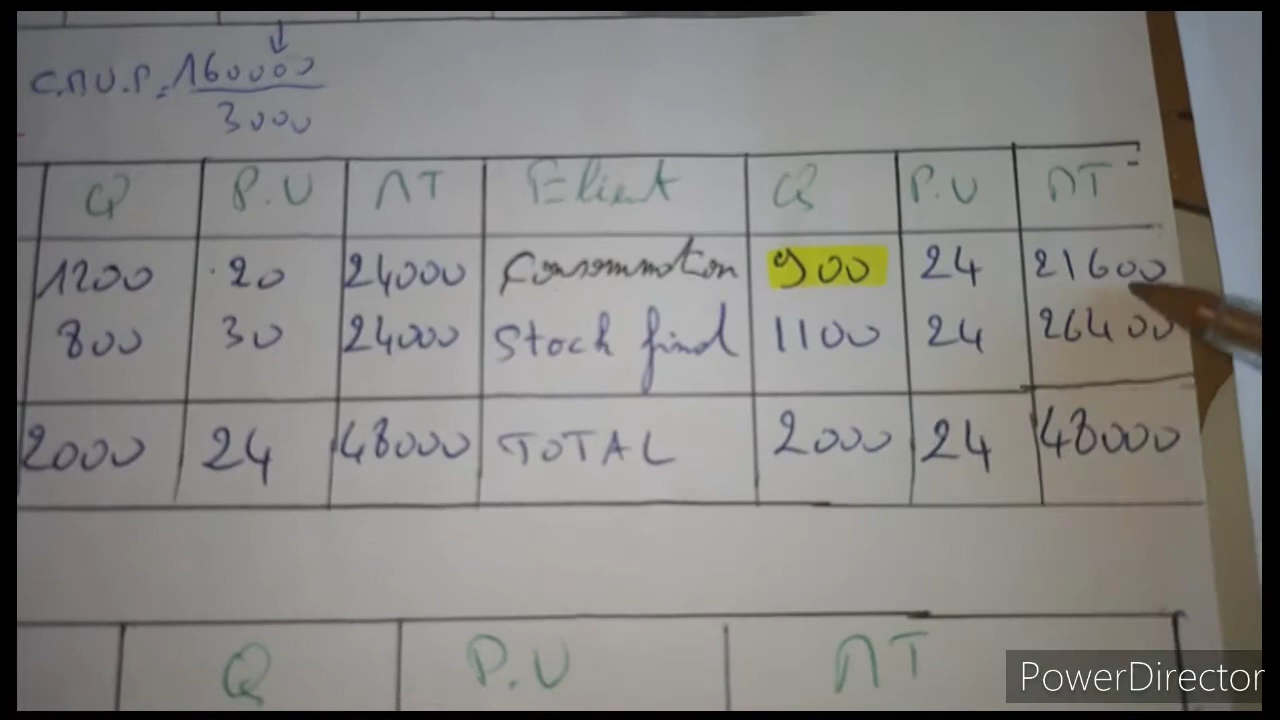 C.M.U.P = 160000
3000
Q P.U MT Elient Q P.U MT
1200 20 24000 Consommation 900 24 21600
800 30 24000 Stock final 1100 24 26400
2000 24 48000 TOTAL 2000 24 48000
Q P.U MT
PowerDirector